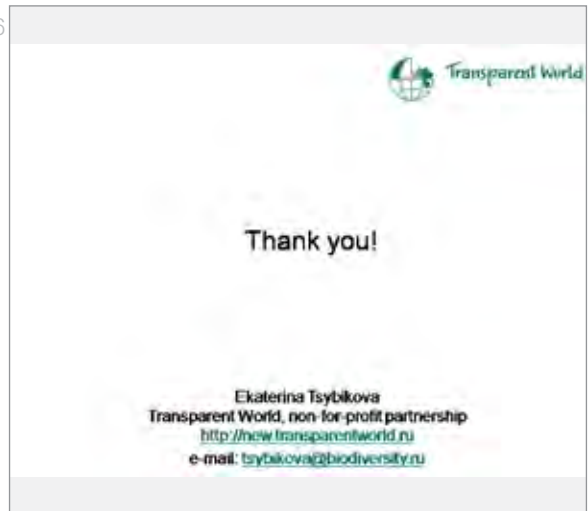 6
Transparent World
Thank you!
Ekaterina Tsybikova
Transparent World, non-for-profit partnership
http://new.transparentworld.ru
e-mail: tsybikova@biodiversity.ru